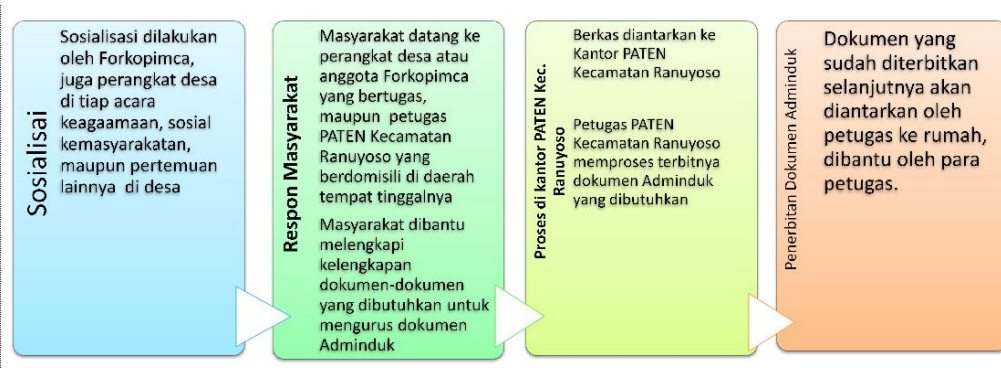 Sosialisai
Sosialisasi dilakukan
oleh Forkopimca,
juga perangkat desa
di tiap acara
keagaamaan, sosial
kemasyarakatan,
maupun pertemuan
lainnya di desa
Respon Masyarakat
Masyarakat datang ke
perangkat desa atau
anggota Forkopimca
yang bertugas,
maupun petugas
PATEN Kecamatan
Ranuyoso yang
berdomisili di daerah
tempat tinggalnya
Masyarakat dibantu
melengkapi
kelengkapan
dokumen-dokumen
yang dibutuhkan untuk
mengurus dokumen
Adminduk
Proses di kantor PATEN Kec.
Ranuyoso
Berkas diantarkan ke
Kantor PATEN
Kecamatan Ranuyoso
Petugas PATEN
Kecamatan Ranuyoso
memproses terbitnya
dokumen Adminduk
yang dibutuhkan
Penerbitan Dokumen Adminduk
Dokumen yang
sudah diterbitkan
selanjutnya akan
diantarkan oleh
petugas ke rumah,
dibantu oleh para
petugas.